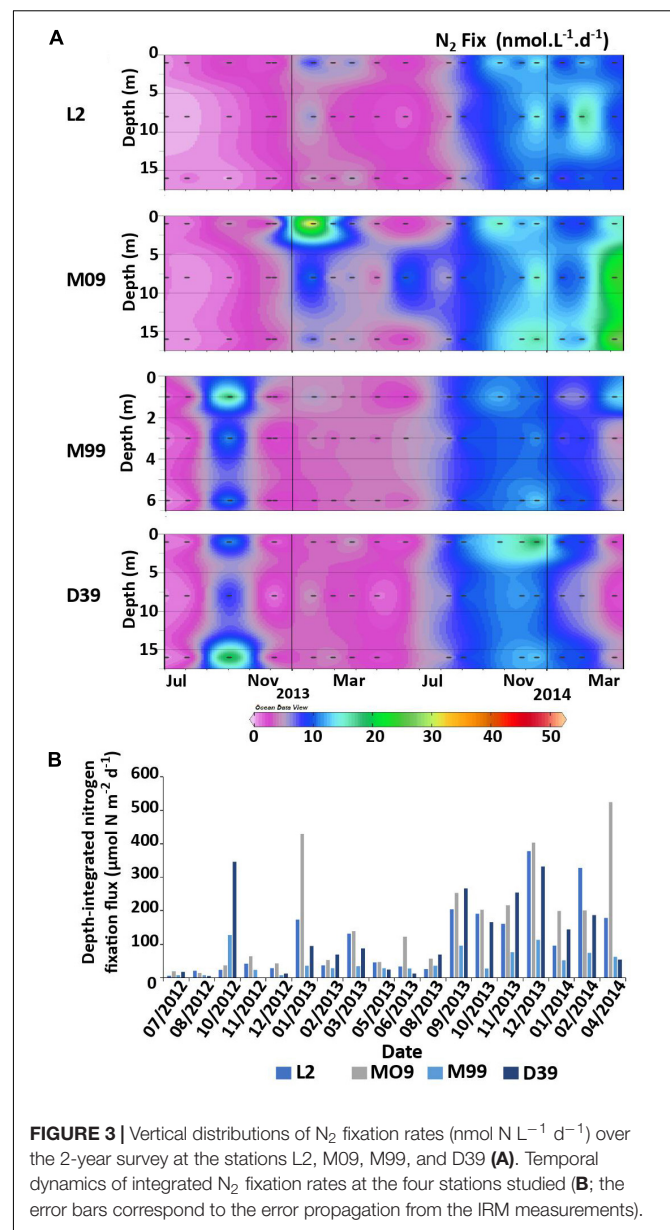 A
N₂ Fix (nmol.L⁻¹.d⁻¹)
L2
Depth (m)
0
5
10
15
M09
Depth (m)
0
5
10
15
M99
Depth (m)
0
2
4
6
D39
Depth (m)
0
5
10
15
Jul Nov Mar Jul Nov Mar
2013 2014
Ocean Data View
0 10 20 30 40 50
B
Depth-integrated nitrogen
fixation flux (µmol N m⁻² d⁻¹)
600
500
400
300
200
100
0
07/2012 08/2012 10/2012 11/2012 12/2012 01/2013 02/2013 03/2013 05/2013 06/2013 08/2013 09/2013 10/2013 11/2013 12/2013 01/2014 02/2014 04/2014
Date
L2 MO9 M99 D39
FIGURE 3 | Vertical distributions of N₂ fixation rates (nmol N L⁻¹ d⁻¹) over
the 2-year survey at the stations L2, M09, M99, and D39 (A). Temporal
dynamics of integrated N₂ fixation rates at the four stations studied (B; the
error bars correspond to the error propagation from the IRM measurements).